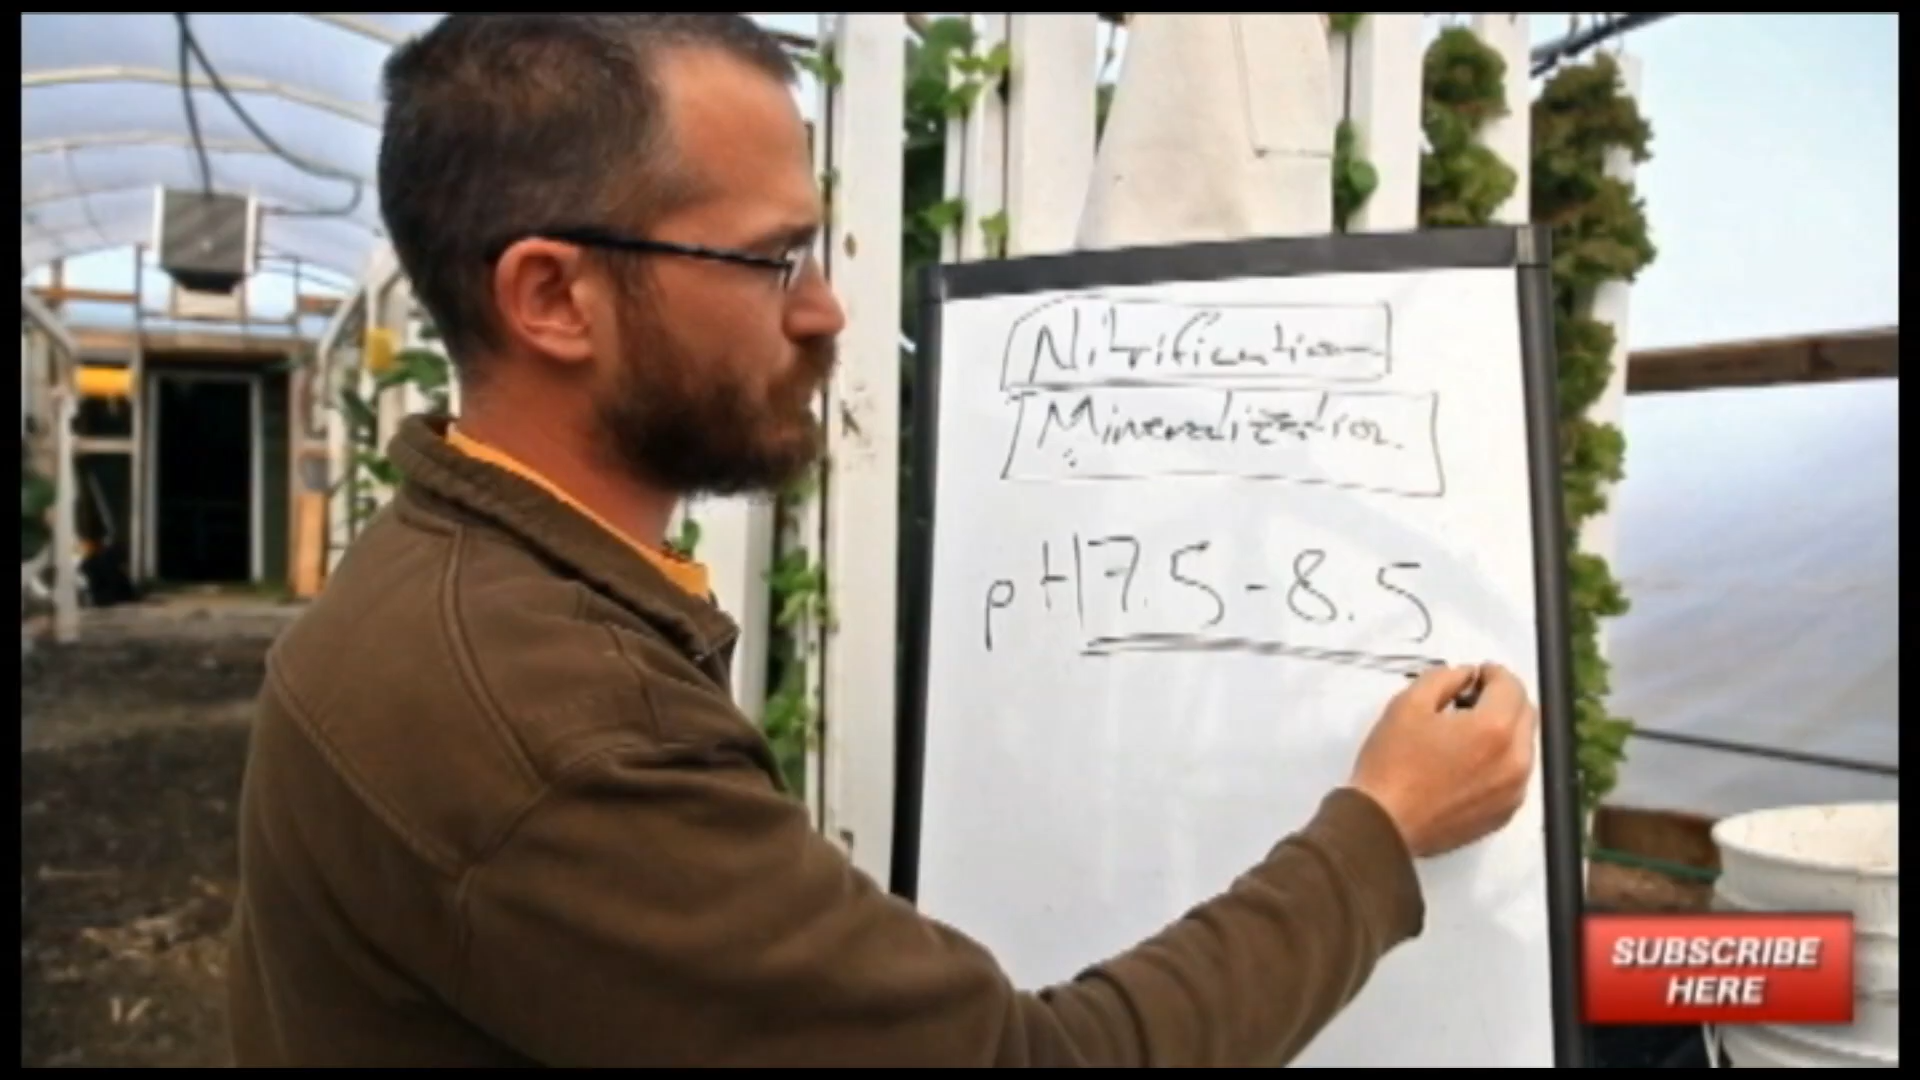 Nitrification
Mineralization
pH 7.5-8.5
SUBSCRIBE
HERE